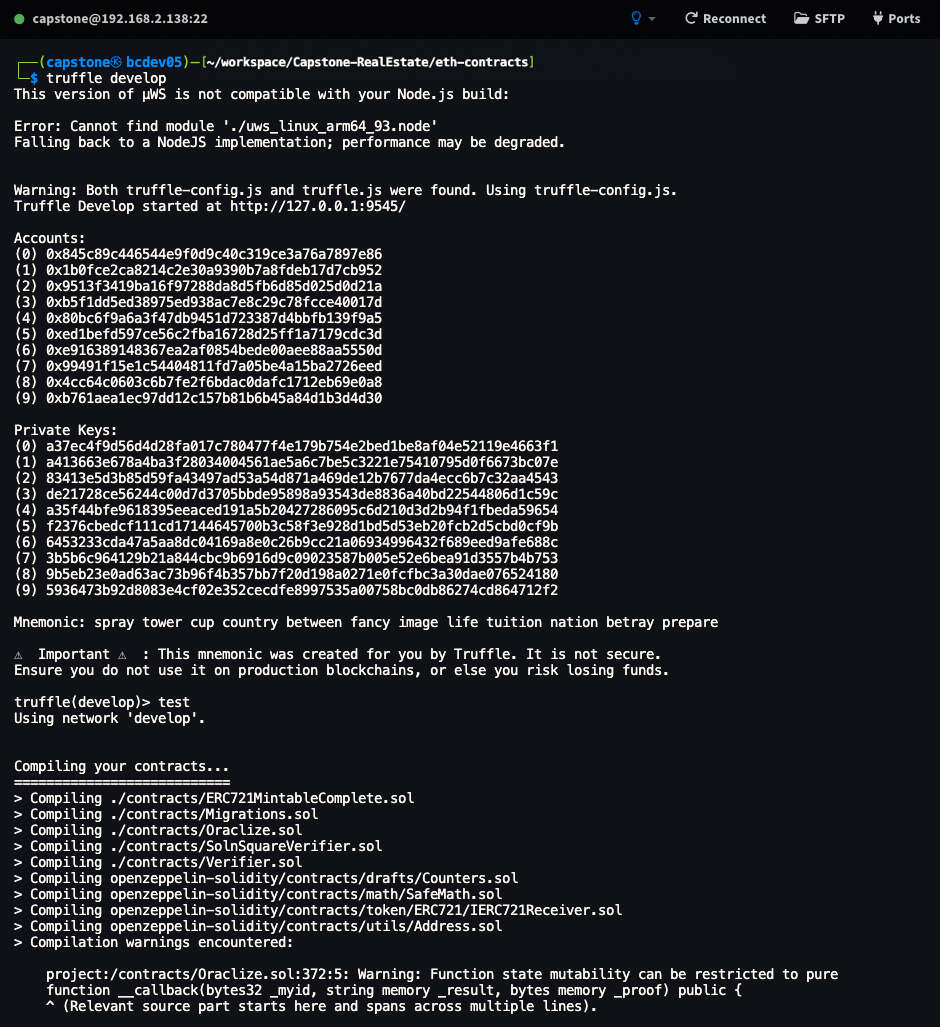 capstone@192.168.2.138:22
Reconnect
SFTP
Ports
┌──(capstone㉿ bcdev05)-[~/workspace/Capstone-RealEstate/eth-contracts]
└─$ truffle develop
This version of µWS is not compatible with your Node.js build:
Error: Cannot find module './uws_linux_arm64_93.node'
Falling back to a NodeJS implementation; performance may be degraded.
Warning: Both truffle-config.js and truffle.js were found. Using truffle-config.js.
Truffle Develop started at http://127.0.0.1:9545/
Accounts:
(0) 0x845c89c446544e9f0d9c40c319ce3a76a7897e86
(1) 0x1b0fce2ca8214c2e30a9390b7a8fdeb17d7cb952
(2) 0x9513f3419ba16f97288da8d5fb6d85d025d0d21a
(3) 0xb5f1dd5ed38975ed938ac7e8c29c78fcce40017d
(4) 0x80bc6f9a6a3f47db9451d723387d4bbfb139f9a5
(5) 0xed1befd597ce56c2fba16728d25ff1a7179cdc3d
(6) 0xe916389148367ea2af0854bede00aee88aa5550d
(7) 0x99491f15e1c54404811fd7a05be4a15ba2726eed
(8) 0x4cc64c0603c6b7fe2f6bdac0dafc1712eb69e0a8
(9) 0xb761aea1ec97dd12c157b81b6b45a84d1b3d4d30
Private Keys:
(0) a37ec4f9d56d4d28fa017c780477f4e179b754e2bed1be8af04e52119e4663f1
(1) a413663e678a4ba3f28034004561ae5a6c7be5c3221e75410795d0f6673bc07e
(2) 83413e5d3b85d59fa43497ad53a54d871a469de12b7677da4ecc6b7c32aa4543
(3) de21728ce56244c00d7d3705bbde95898a93543de8836a40bd22544806d1c59c
(4) a35f44bfe9618395eeaced191a5b20427286095c6d210d3d2b94f1fbeda59654
(5) f2376cbedcf111cd17144645700b3c58f3e928d1bd5d53eb20fcb2d5cbd0cf9b
(6) 6453233cda47a5aa8dc04169a8e0c26b9cc21a06934996432f689eed9afe688c
(7) 3b5b6c964129b21a844cbc9b6916d9c09023587b005e52e6bea91d3557b4b753
(8) 9b5eb23e0ad63ac73b96f4b357bb7f20d198a0271e0fcfbc3a30dae076524180
(9) 5936473b92d8083e4cf02e352cecdfe8997535a00758bc0db86274cd864712f2
Mnemonic: spray tower cup country between fancy image life tuition nation betray prepare
⚠ Important ⚠ : This mnemonic was created for you by Truffle. It is not secure.
Ensure you do not use it on production blockchains, or else you risk losing funds.
truffle(develop)> test
Using network 'develop'.
Compiling your contracts...
===========================
> Compiling ./contracts/ERC721MintableComplete.sol
> Compiling ./contracts/Migrations.sol
> Compiling ./contracts/Oraclize.sol
> Compiling ./contracts/SolnSquareVerifier.sol
> Compiling ./contracts/Verifier.sol
> Compiling openzeppelin-solidity/contracts/drafts/Counters.sol
> Compiling openzeppelin-solidity/contracts/math/SafeMath.sol
> Compiling openzeppelin-solidity/contracts/token/ERC721/IERC721Receiver.sol
> Compiling openzeppelin-solidity/contracts/utils/Address.sol
> Compilation warnings encountered:
project:/contracts/Oraclize.sol:372:5: Warning: Function state mutability can be restricted to pure
function __callback(bytes32 _myid, string memory _result, bytes memory _proof) public {
^ (Relevant source part starts here and spans across multiple lines).